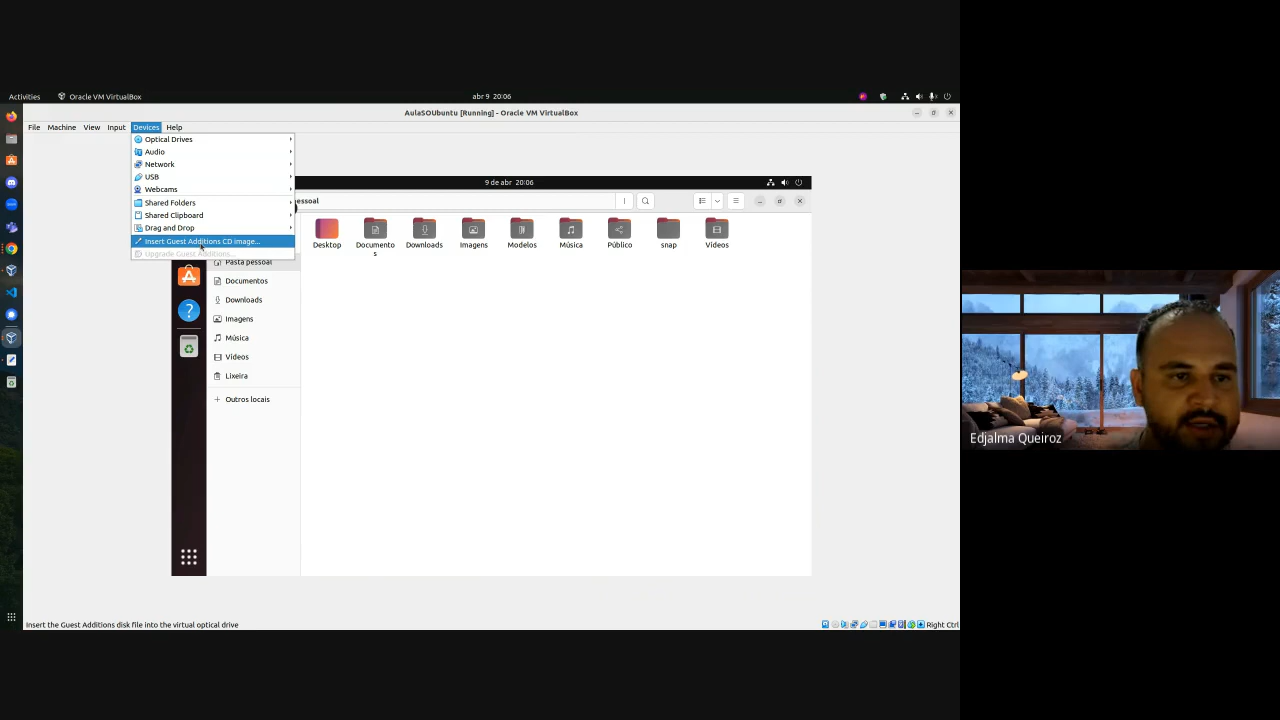 Activities
Oracle VM VirtualBox
abr 9 20:06
AulaSOUbuntu [Running] - Oracle VM VirtualBox
File Machine View Input Devices Help
Optical Drives
Audio
Network
USB
Webcams
Shared Folders
Shared Clipboard
Drag and Drop
Insert Guest Additions CD image...
Upgrade Guest Additions...
9 de abr 20:06
essoal
Desktop
Documentos
Downloads
Imagens
Modelos
Música
Público
snap
Vídeos
Pasta pessoal
Documentos
Downloads
Imagens
Música
Vídeos
Lixeira
Outros locais
Edjalma Queiroz
Insert the Guest Additions disk file into the virtual optical drive
Right Ctrl